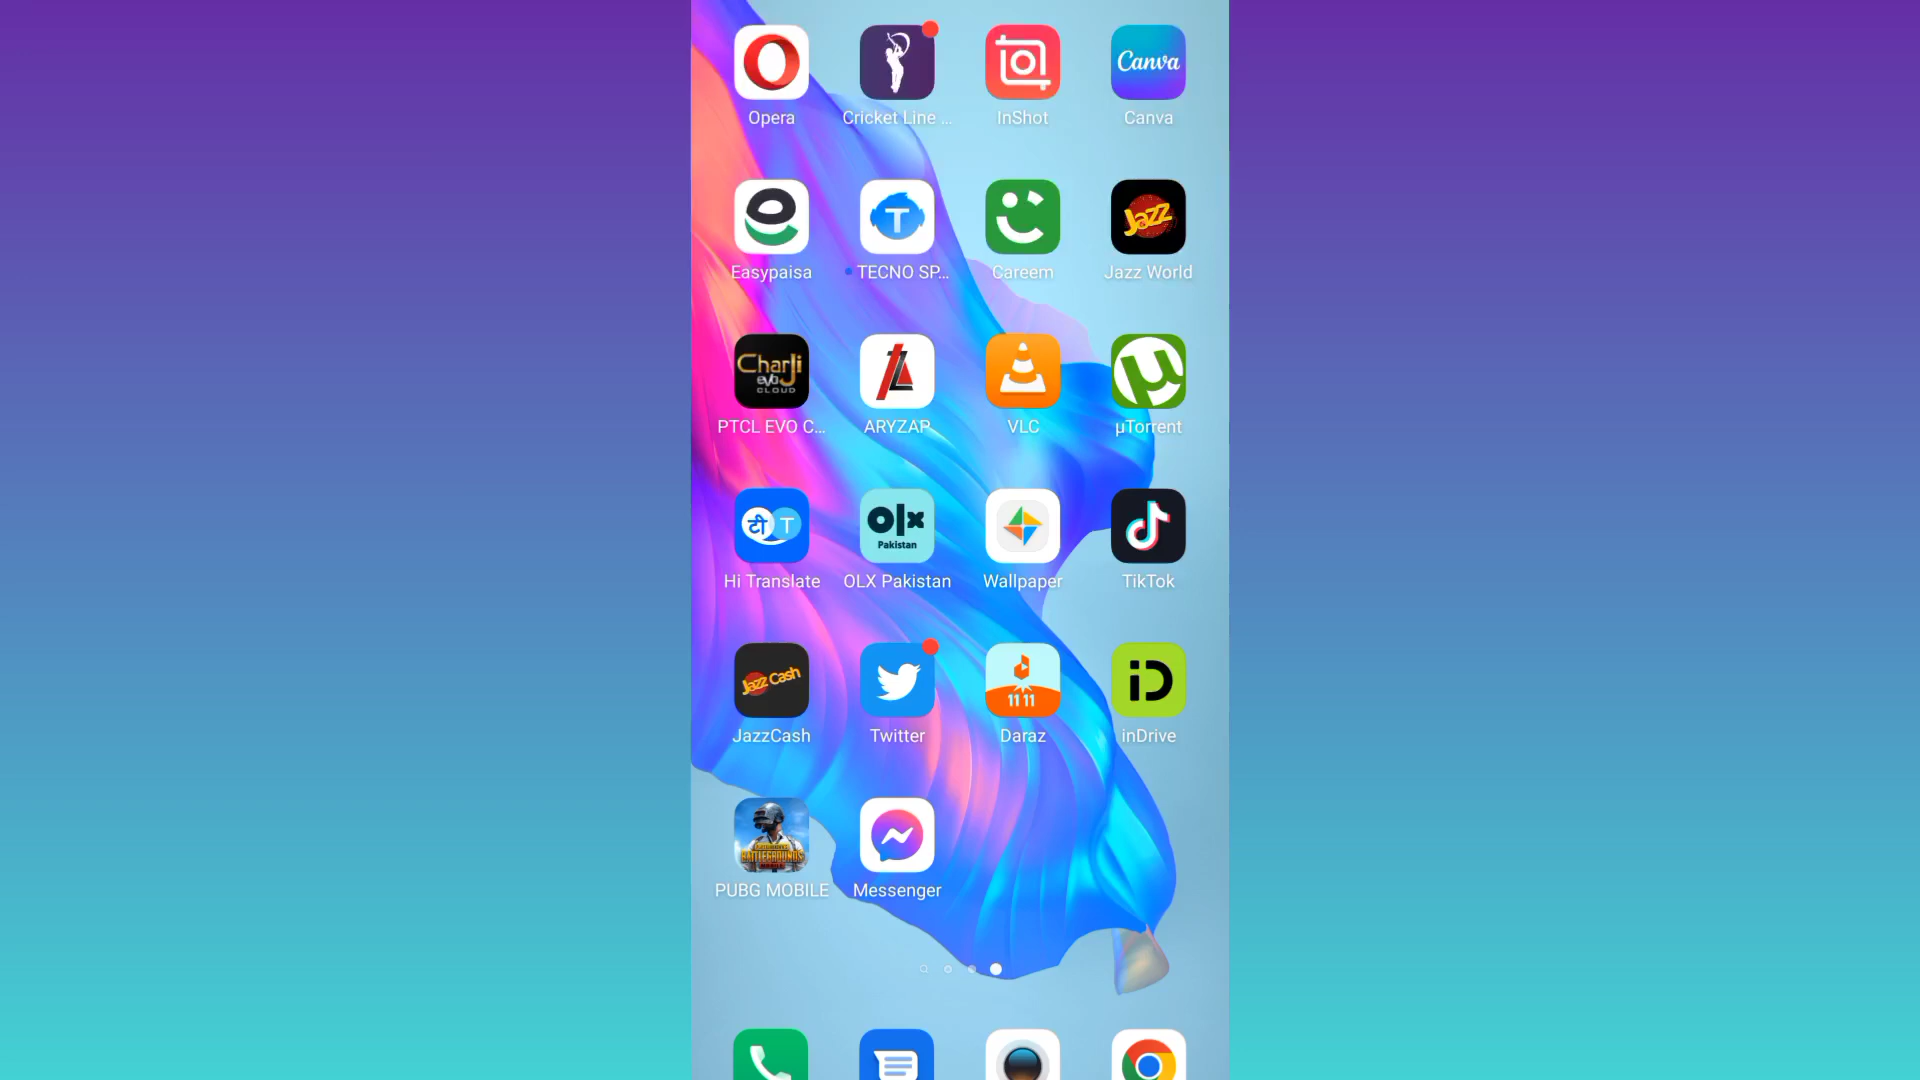 Canva
Opera
Cricket Line ...
InShot
Canva
T
Jazz
Easypaisa
TECNO SP...
Careem
Jazz World
CharJi
evo
CLOUD
PTCL EVO C...
ARYZAP
VLC
µTorrent
टी T
olx
Pakistan
Hi Translate
OLX Pakistan
Wallpaper
TikTok
Jazz Cash
11 11
iD
JazzCash
Twitter
Daraz
inDrive
BATTLEGROUNDS
PUBG MOBILE
Messenger